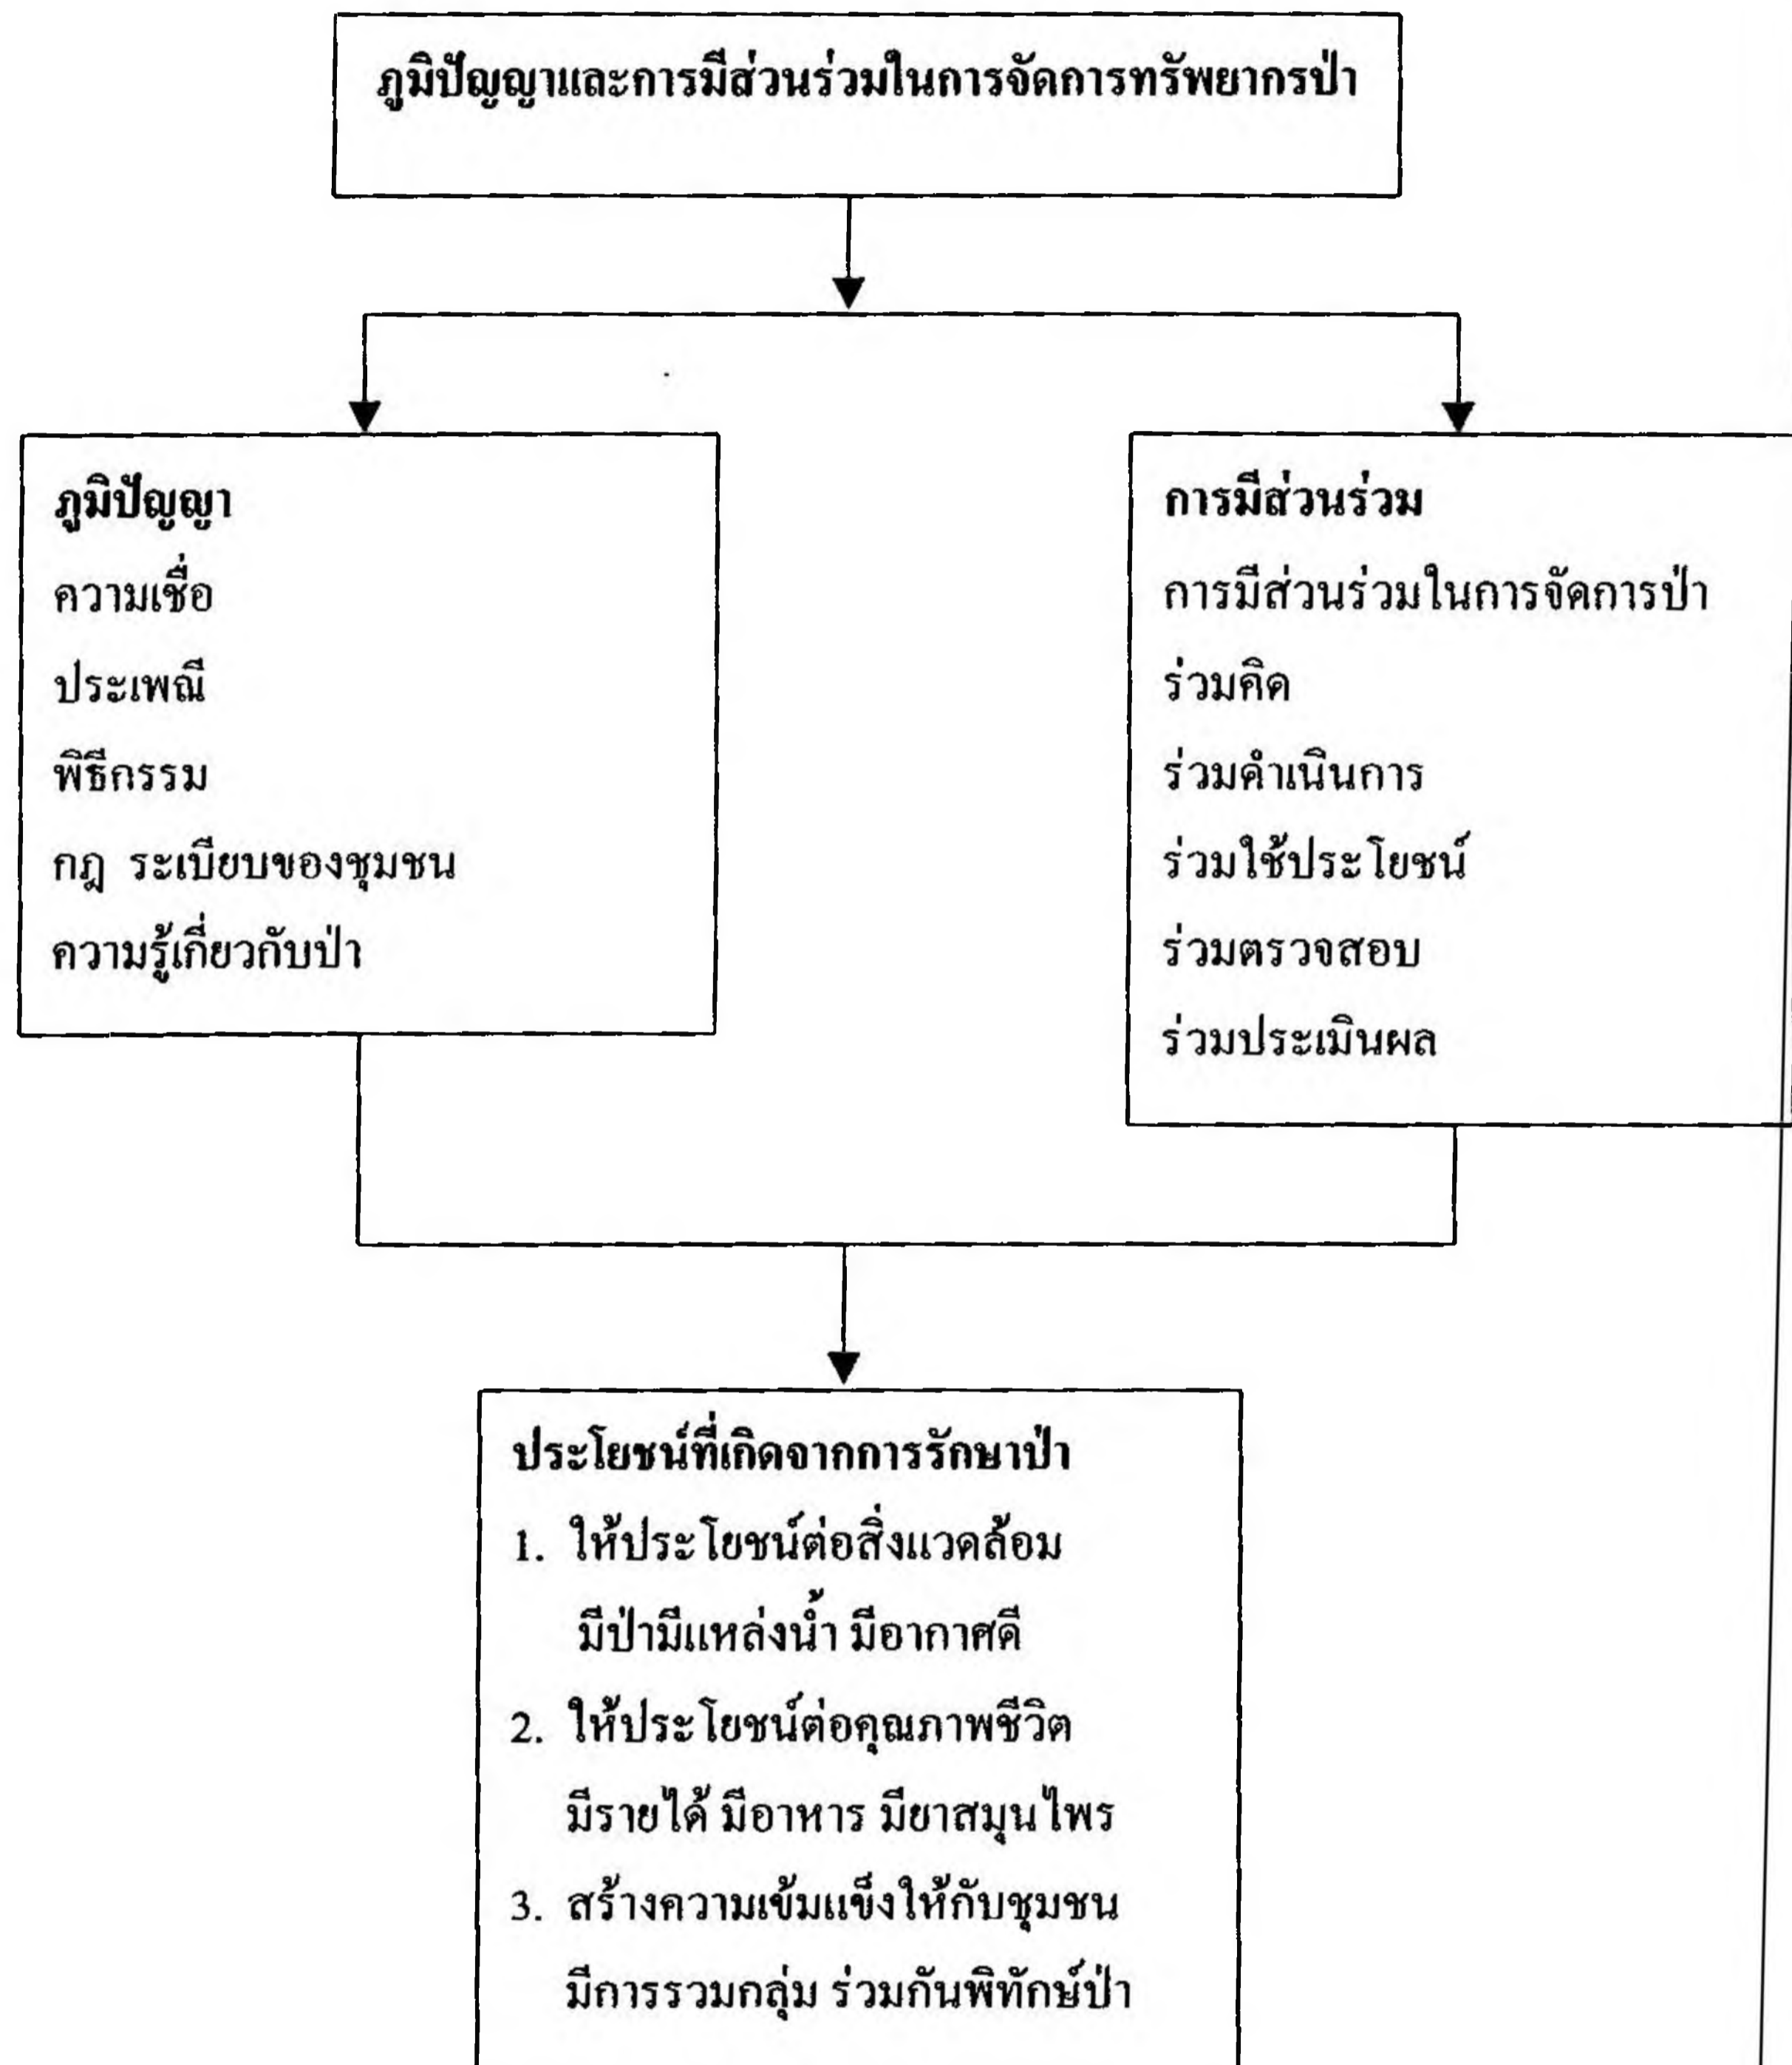 ภูมิปัญญาและการมีส่วนร่วมในการจัดการทรัพยากรป่า
ภูมิปัญญา
ความเชื่อ
ประเพณี
พิธีกรรม
กฎ ระเบียบของชุมชน
ความรู้เกี่ยวกับป่า
การมีส่วนร่วม
การมีส่วนร่วมในการจัดการป่า
ร่วมคิด
ร่วมดำเนินการ
ร่วมใช้ประโยชน์
ร่วมตรวจสอบ
ร่วมประเมินผล
ประโยชน์ที่เกิดจากการรักษาป่า
1. ให้ประโยชน์ต่อสิ่งแวดล้อม
มีป่ามีแหล่งน้ำ มีอากาศดี
2. ให้ประโยชน์ต่อคุณภาพชีวิต
มีรายได้ มีอาหาร มียาสมุนไพร
3. สร้างความเข้มแข็งให้กับชุมชน
มีการรวมกลุ่ม ร่วมกันพิทักษ์ป่า